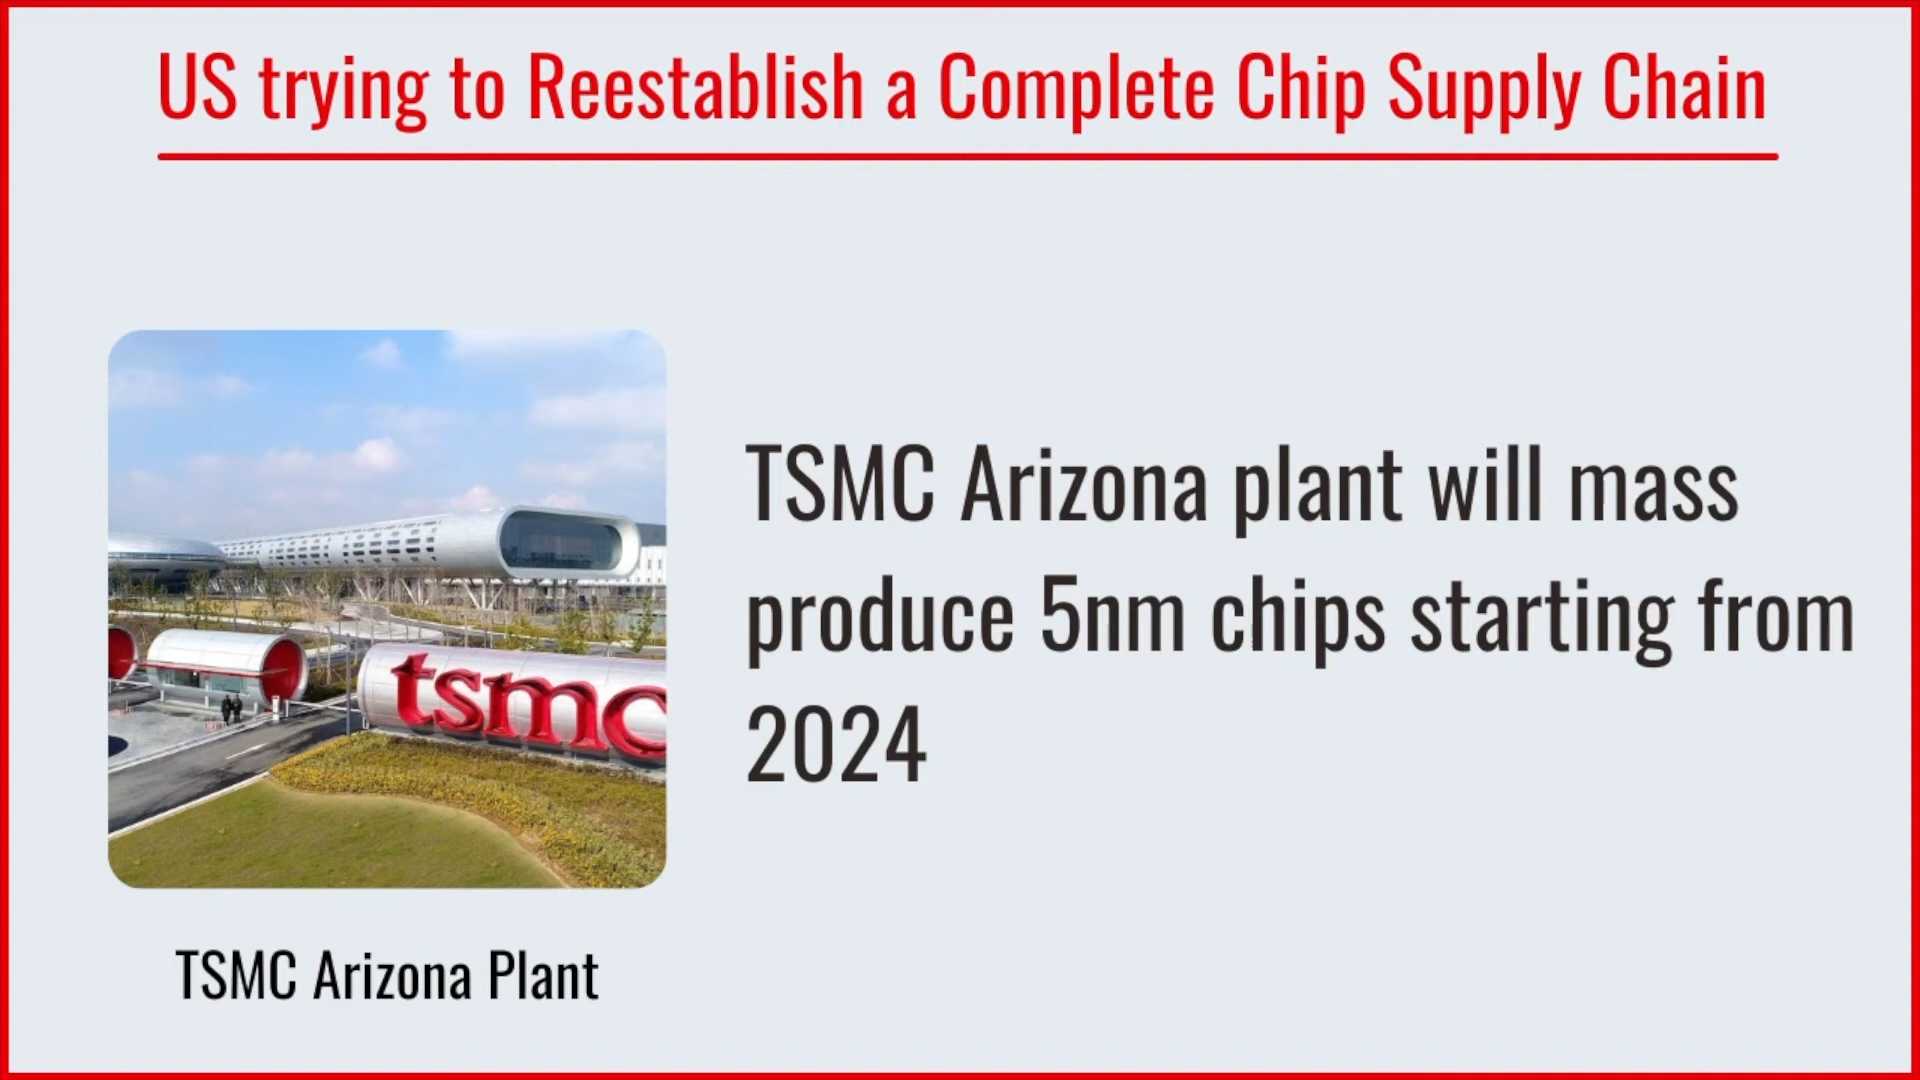 US trying to Reestablish a Complete Chip Supply Chain
TSMC Arizona plant will mass
produce 5nm chips starting from
2024
tsmc
TSMC Arizona Plant